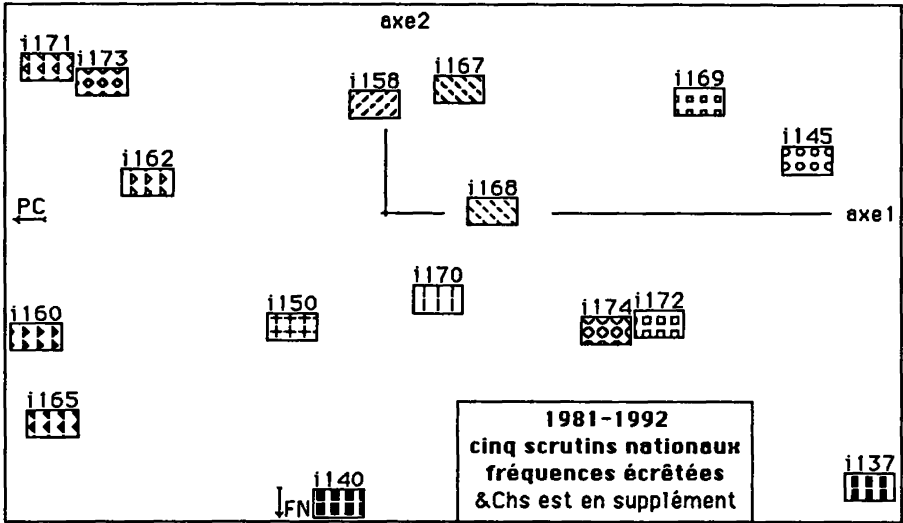 axe2
i171
i173
i158
i167
i169
i145
i162
i168
PC
axe1
i170
i150
i160
i174
i172
i165
1981-1992
cinq scrutins nationaux
fréquences écrêtées
&Chs est en supplément
i140
FN
i137